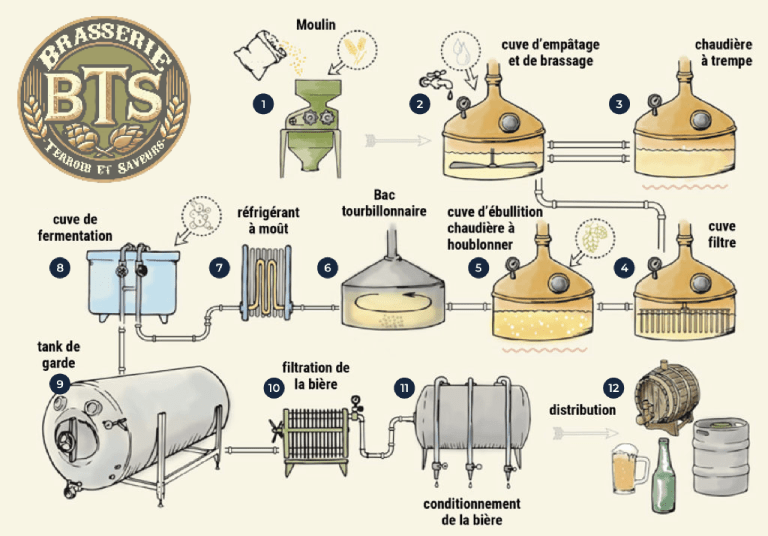 BRASSERIE
BTS
TERROIR ET SAVEURS
Moulin
1
cuve d'empâtage
et de brassage
2
chaudière
à trempe
3
cuve
filtre
4
cuve d'ébullition
chaudière à
houblonner
5
Bac
tourbillonnaire
6
réfrigérant
à moût
7
cuve de
fermentation
8
tank de
garde
9
filtration de
la bière
10
11
conditionnement
de la bière
12
distribution